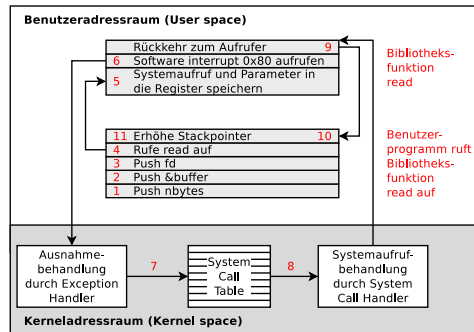 Benutzeradressraum (User space)
Rückkehr zum Aufrufer 9
6 Software interrupt 0x80 aufrufen
5 Systemaufruf und Parameter in
die Register speichern
Bibliotheks-
funktion
read
11 Erhöhe Stackpointer 10
4 Rufe read auf
3 Push fd
2 Push &buffer
1 Push nbytes
Benutzer-
programm ruft
Bibliotheks-
funktion
read auf
Ausnahme-
behandlung
durch Exception
Handler
7
System
Call
Table
8
Systemaufruf-
behandlung
durch System
Call Handler
Kerneladressraum (Kernel space)